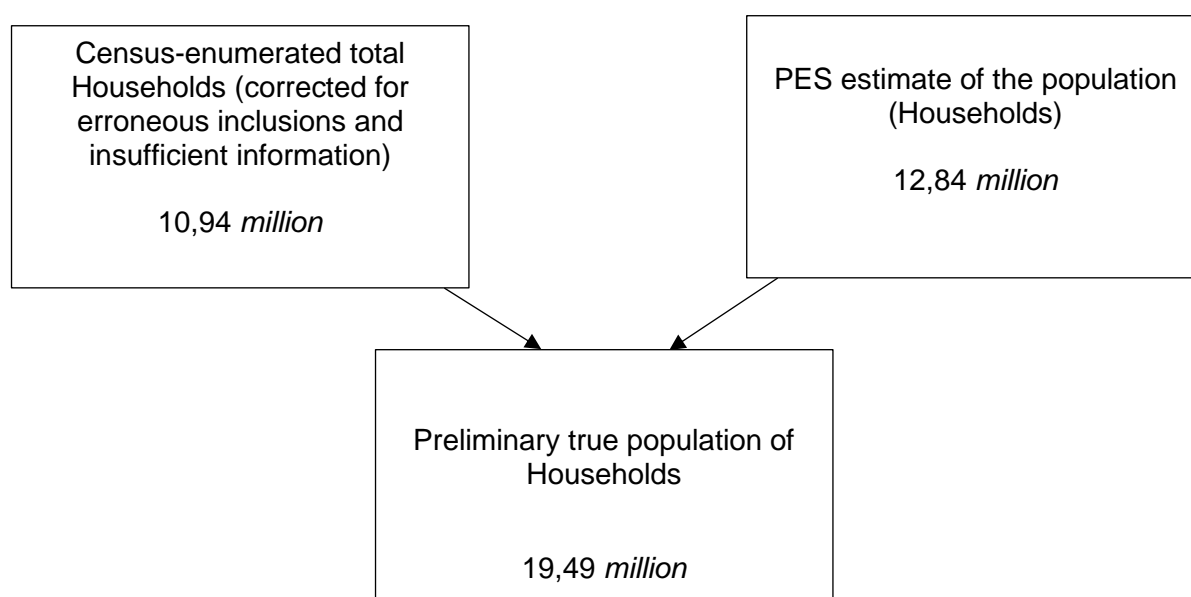 Census-enumerated total
Households (corrected for
erroneous inclusions and
insufficient information)
10,94 million
PES estimate of the population
(Households)
12,84 million
Preliminary true population of
Households
19,49 million